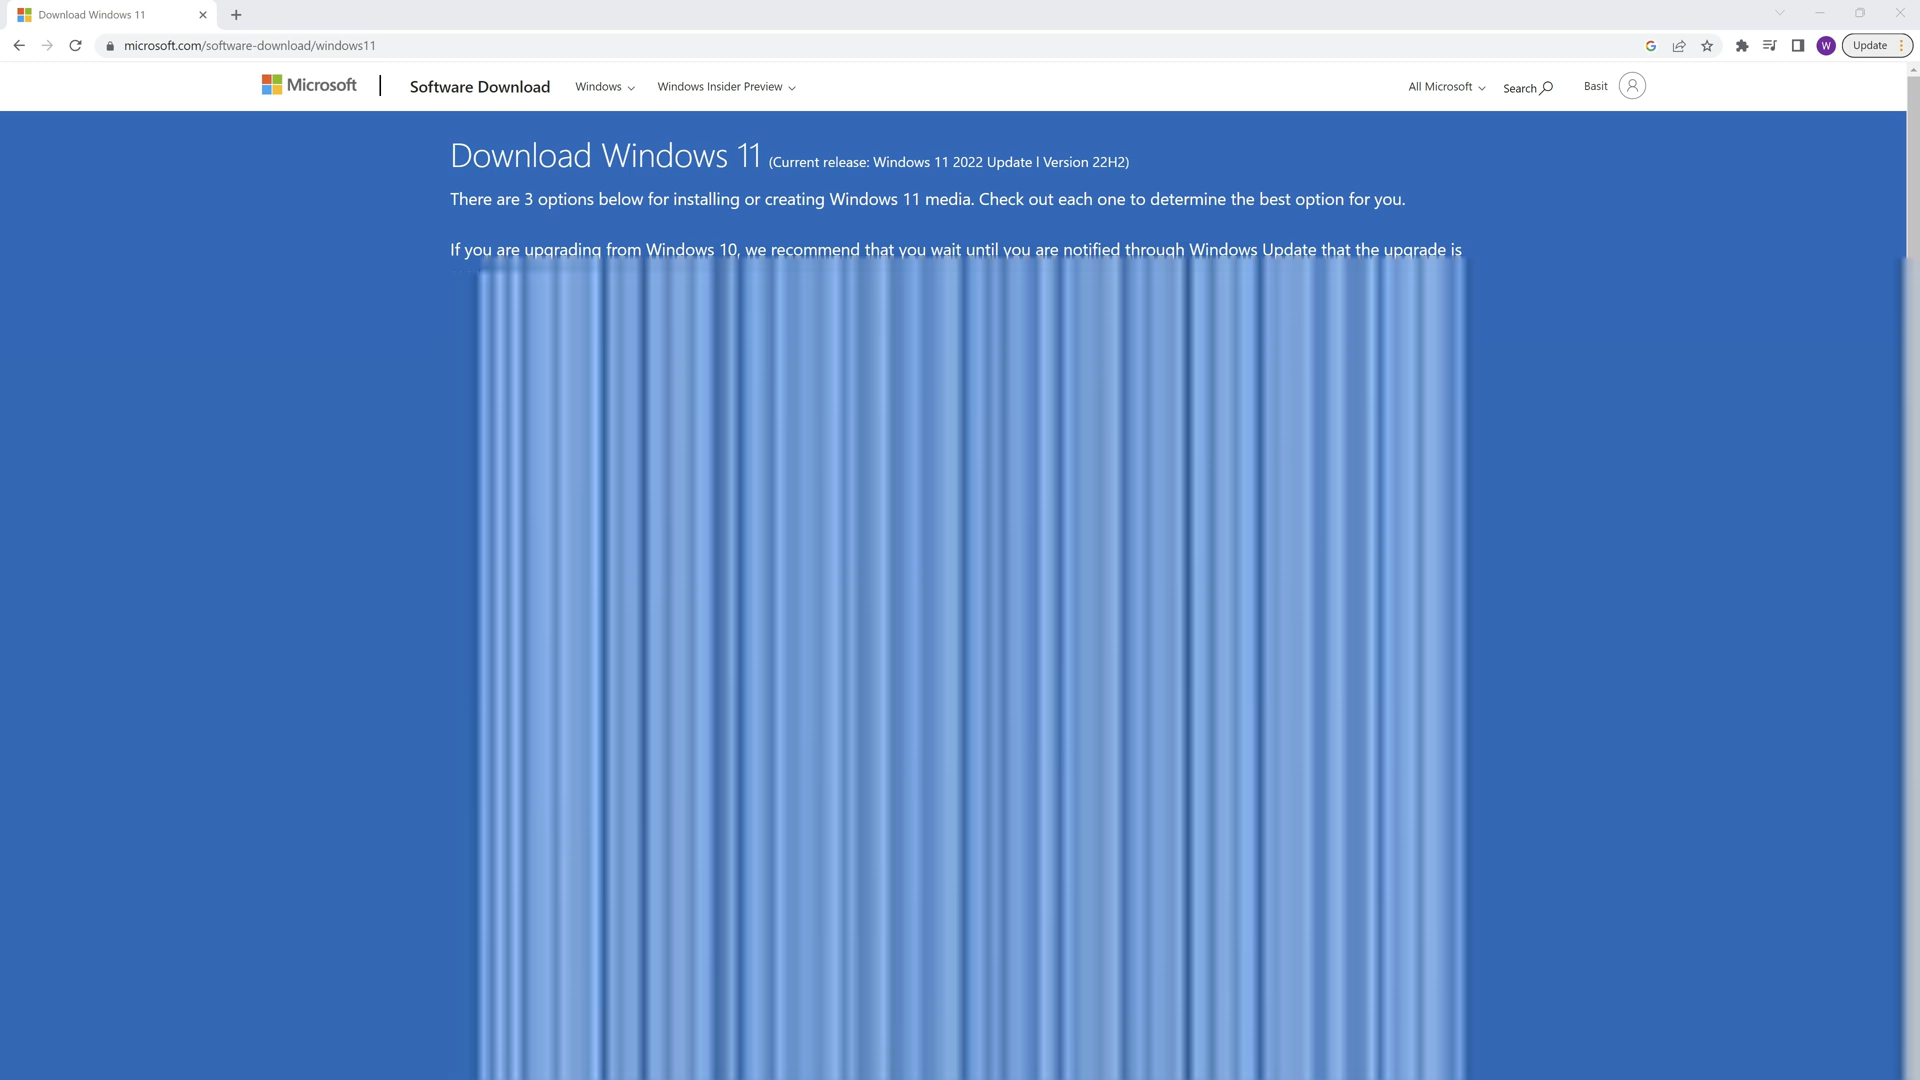 Download Windows 11
microsoft.com/software-download/windows11
W
Update
Microsoft
Software Download
Windows
Windows Insider Preview
All Microsoft
Search
Basit
Download Windows 11 (Current release: Windows 11 2022 Update l Version 22H2)
There are 3 options below for installing or creating Windows 11 media. Check out each one to determine the best option for you.
If you are upgrading from Windows 10, we recommend that you wait until you are notified through Windows Update that the upgrade is